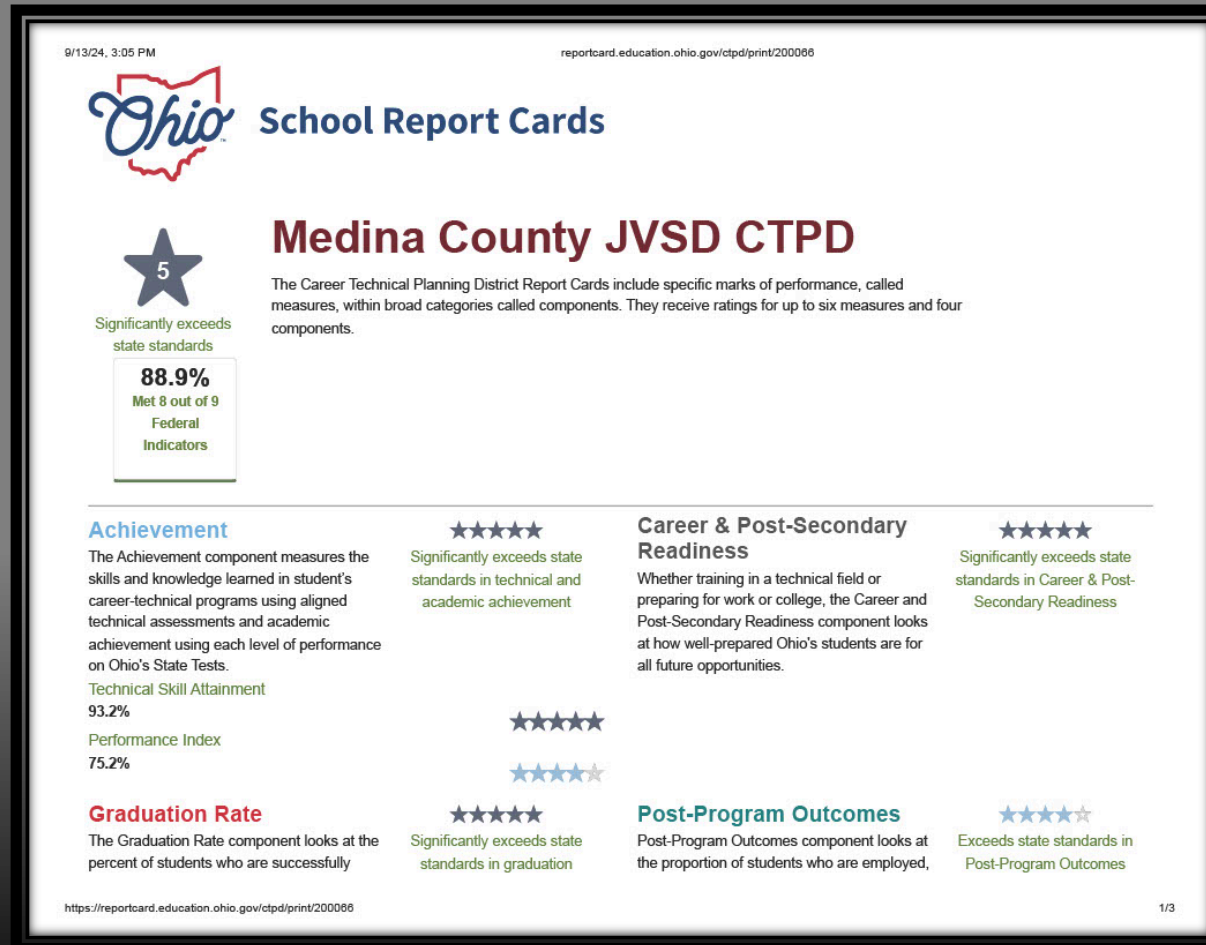 9/13/24, 3:05 PM
reportcard.education.ohio.gov/ctpd/print/200066
Ohio
School Report Cards
5
Significantly exceeds
state standards
88.9%
Met 8 out of 9
Federal
Indicators
Medina County JVSD CTPD
The Career Technical Planning District Report Cards include specific marks of performance, called
measures, within broad categories called components. They receive ratings for up to six measures and four
components.
Achievement
The Achievement component measures the
skills and knowledge learned in student's
career-technical programs using aligned
technical assessments and academic
achievement using each level of performance
on Ohio's State Tests.
Significantly exceeds state
standards in technical and
academic achievement
Technical Skill Attainment
93.2%
Performance Index
75.2%
Career & Post-Secondary
Readiness
Whether training in a technical field or
preparing for work or college, the Career and
Post-Secondary Readiness component looks
at how well-prepared Ohio's students are for
all future opportunities.
Significantly exceeds state
standards in Career & Post-
Secondary Readiness
Graduation Rate
The Graduation Rate component looks at the
percent of students who are successfully
Significantly exceeds state
standards in graduation
Post-Program Outcomes
Post-Program Outcomes component looks at
the proportion of students who are employed,
Exceeds state standards in
Post-Program Outcomes
https://reportcard.education.ohio.gov/ctpd/print/200066
1/3